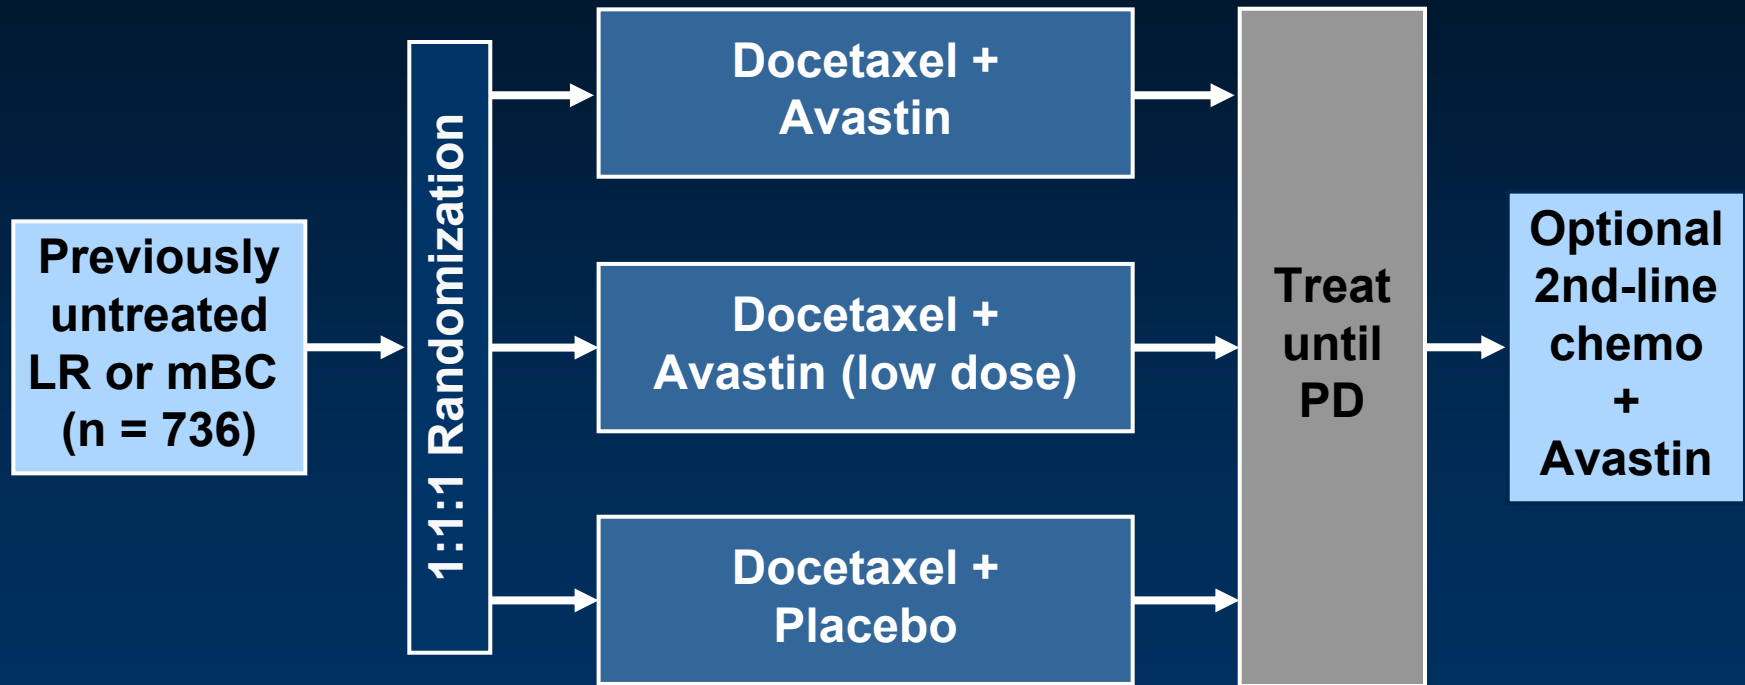 Previously
untreated
LR or mBC
(n = 736)
1:1:1 Randomization
Docetaxel +
Avastin
Docetaxel +
Avastin (low dose)
Docetaxel +
Placebo
Treat
until
PD
Optional
2nd-line
chemo
+
Avastin